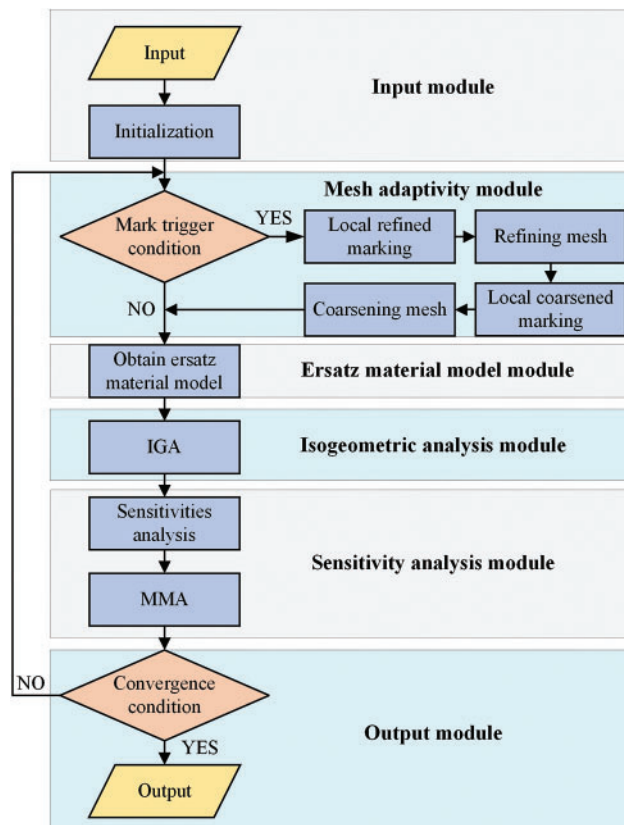 Input
Input module
Initialization
Mesh adaptivity module
Mark trigger
condition
YES
Local refined
marking
Refining mesh
NO
Coarsening mesh
Local coarsened
marking
Obtain ersatz
material model
Ersatz material model module
IGA
Isogeometric analysis module
Sensitivities
analysis
Sensitivity analysis module
MMA
NO
Convergence
condition
Output module
YES
Output